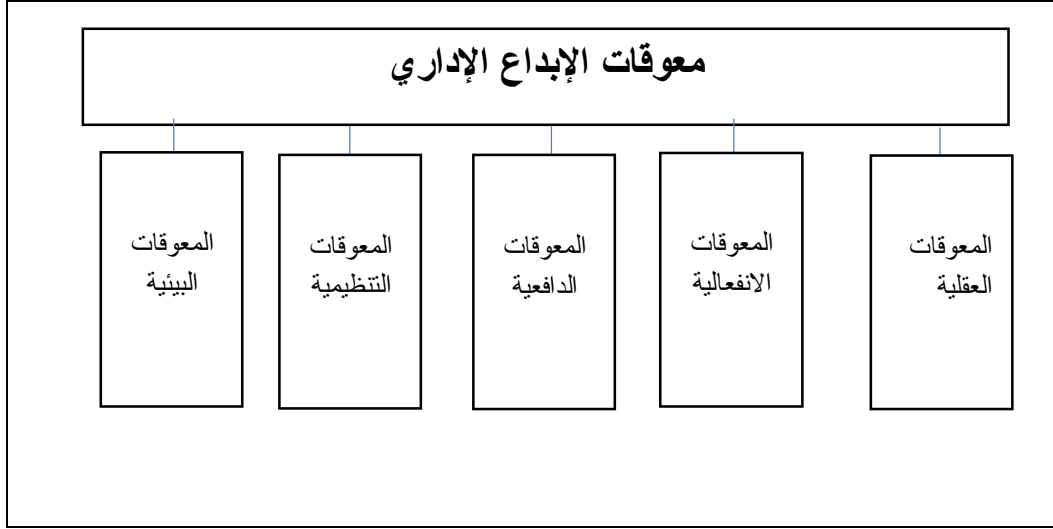 معوقات الإبداع الإداري
المعوقات
العقلية
المعوقات
الانفعالية
المعوقات
الدافعية
المعوقات
التنظيمية
المعوقات
البيئية